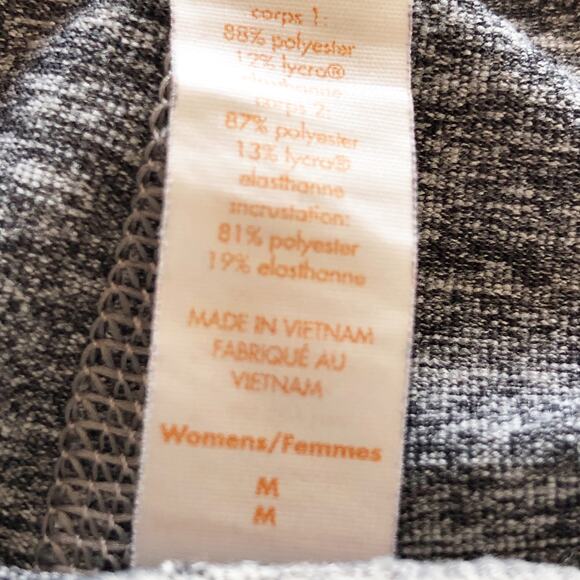 corps 1:
88% polyester
12% lycra®
elasthanne
corps 2:
87% polyester
13% lycra®
elasthanne
incrustation:
81% polyester
19% elasthanne
MADE IN VIETNAM
FABRIQUÉ AU
VIETNAM
Womens/Femmes
M
M